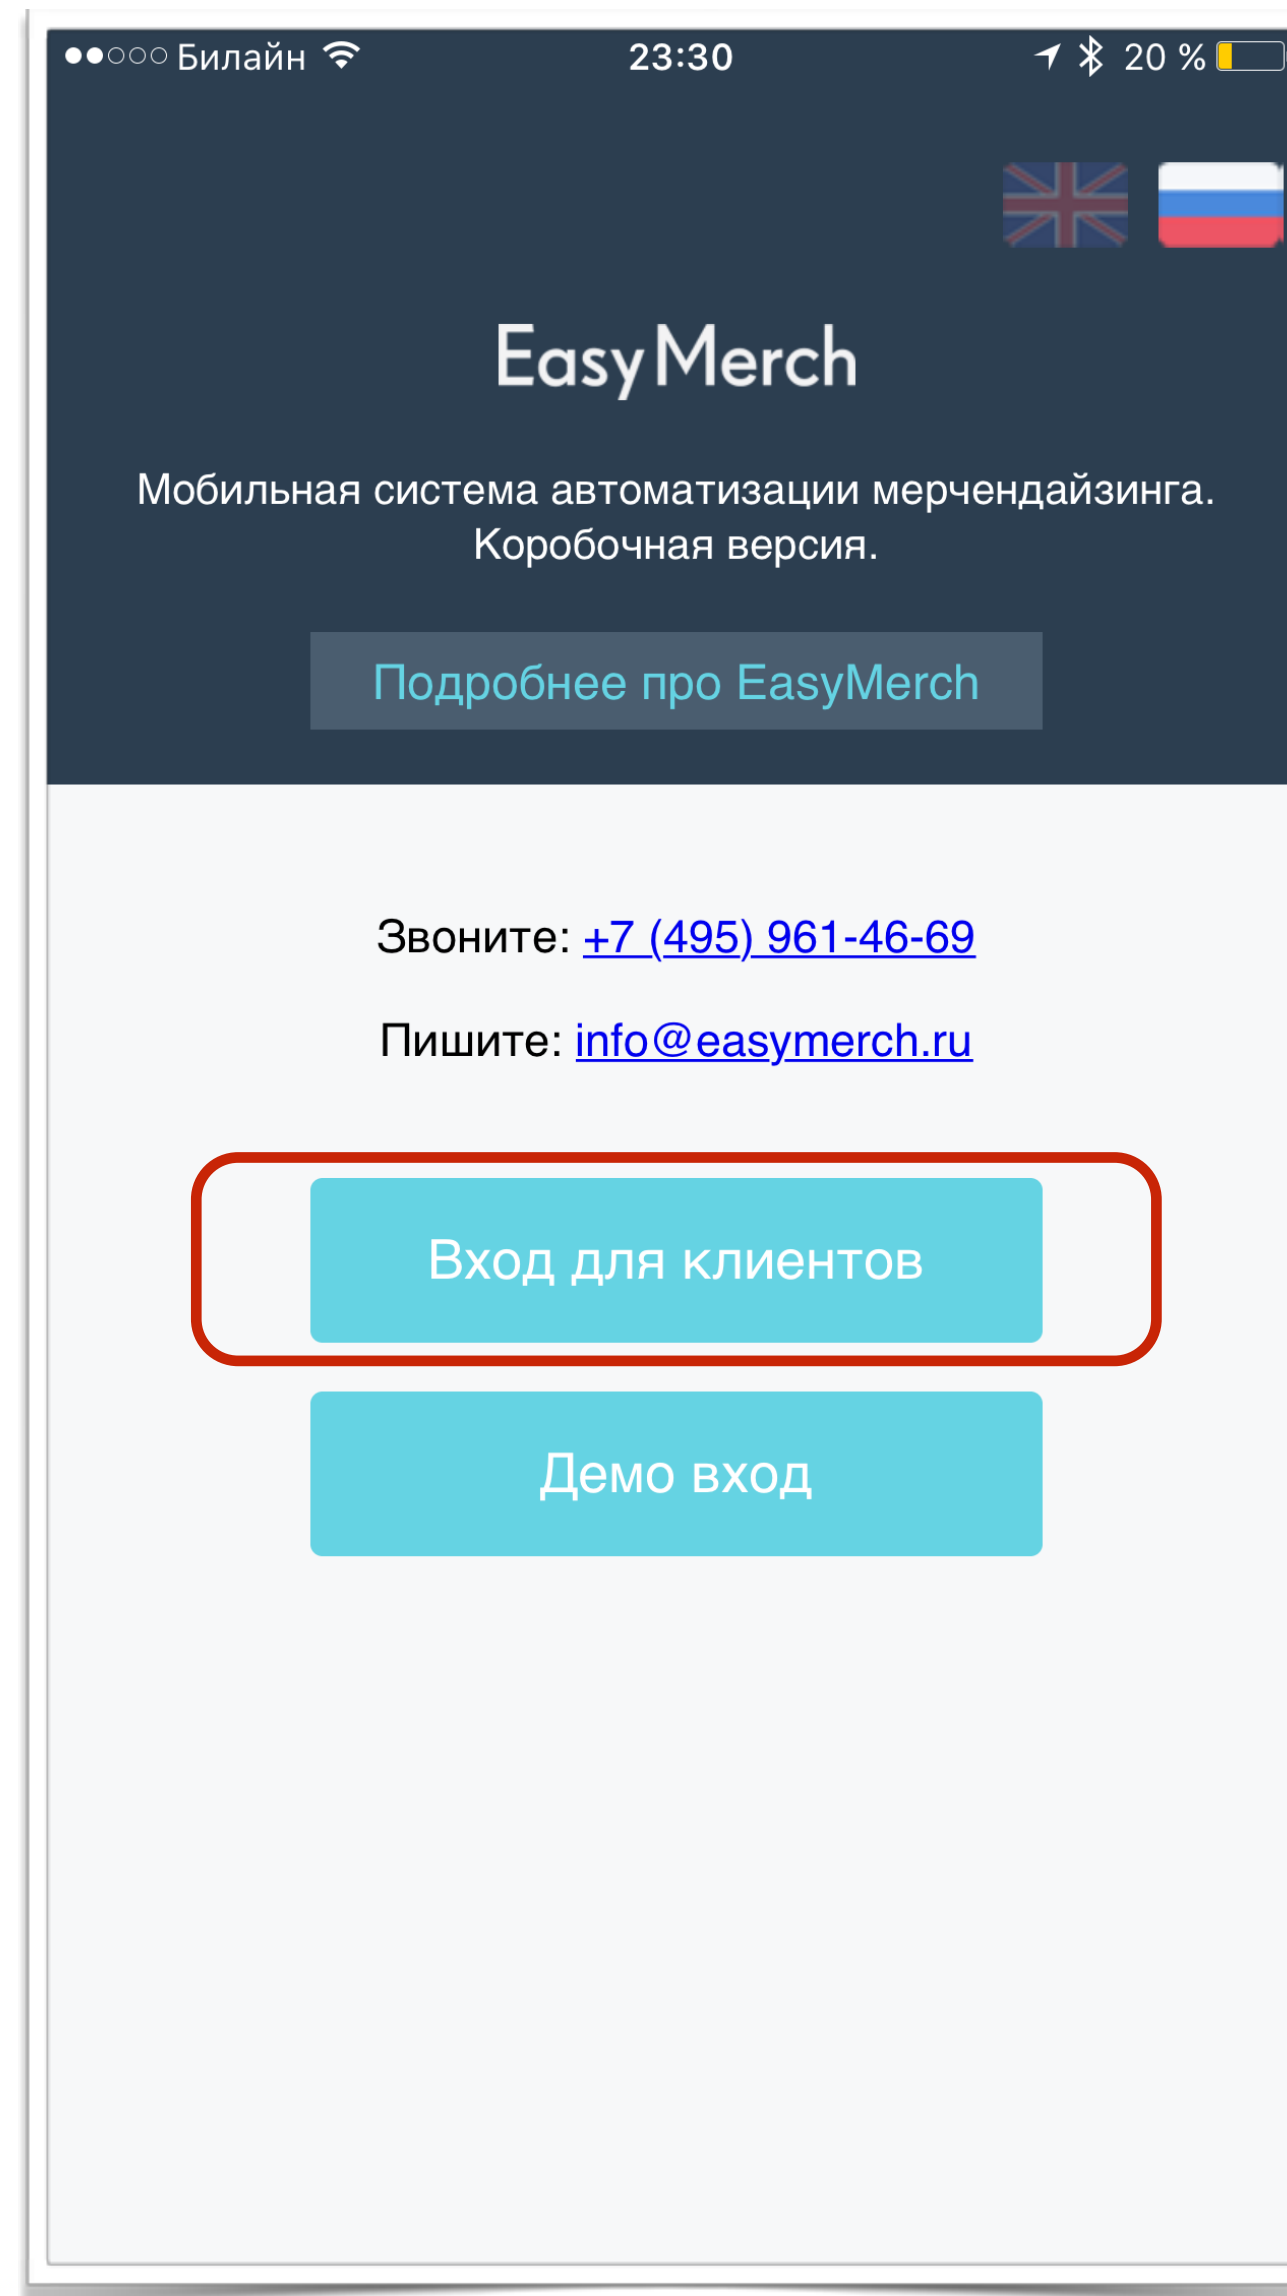 Билайн 23:30 20 %
EasyMerch
Мобильная система автоматизации мерчендайзинга.
Коробочная версия.
Подробнее про EasyMerch
Звоните: +7 (495) 961-46-69
Пишите: info@easymerch.ru
Вход для клиентов
Демо вход